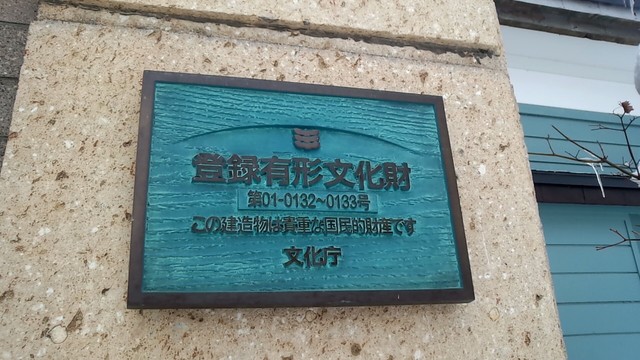 登録有形文化財
第01-0132~0133号
この建造物は貴重な国民的財産です
文化庁